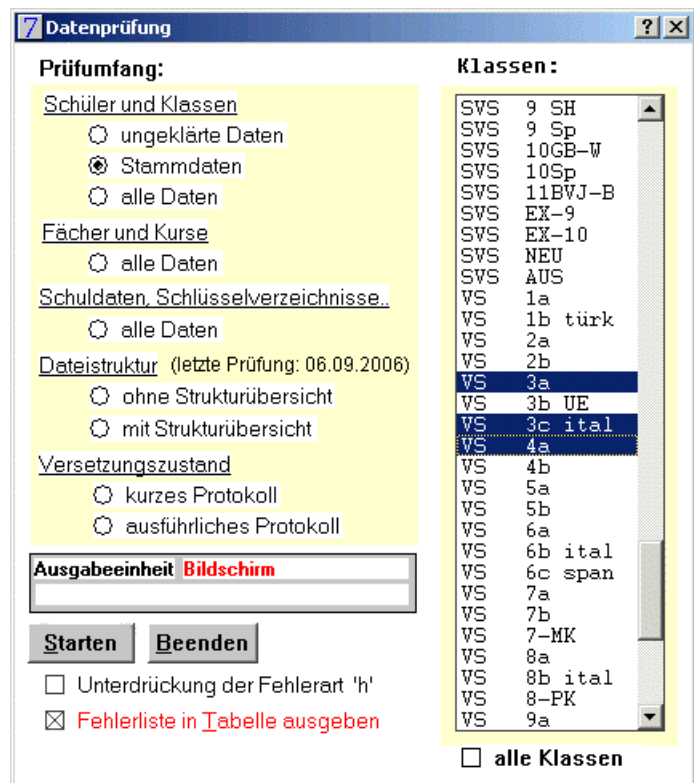 7 Datenprüfung
Prüfumfang:
Schüler und Klassen
ungeklärte Daten
Stammdaten
alle Daten
Fächer und Kurse
alle Daten
Schuldaten, Schlüsselverzeichnisse..
alle Daten
Dateistruktur (letzte Prüfung: 06.09.2006)
ohne Strukturübersicht
mit Strukturübersicht
Versetzungszustand
kurzes Protokoll
ausführliches Protokoll
Ausgabeeinheit Bildschirm
Starten Beenden
Unterdrückung der Fehlerart 'h'
Fehlerliste in Tabelle ausgeben
Klassen:
SVS 9 SH
SVS 9 Sp
SVS 10GB-W
SVS 10Sp
SVS 11BVJ-B
SVS EX-9
SVS EX-10
SVS NEU
SVS AUS
VS 1a
VS 1b türk
VS 2a
VS 2b
VS 3a
VS 3b UE
VS 3c ital
VS 4a
VS 4b
VS 5a
VS 5b
VS 6a
VS 6b ital
VS 6c span
VS 7a
VS 7b
VS 7-MK
VS 8a
VS 8b ital
VS 8-PK
VS 9a
alle Klassen